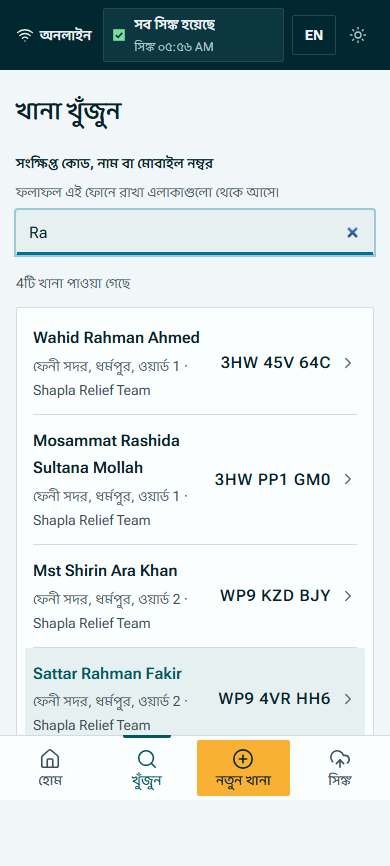 অনলাইন
সব সিঙ্ক হয়েছে
সিঙ্ক ০৫:৫৬ AM
EN
খানা খুঁজুন
সংক্ষিপ্ত কোড, নাম বা মোবাইল নম্বর
ফলাফল এই ফোনে রাখা এলাকাগুলো থেকে আসে।
Ra
4টি খানা পাওয়া গেছে
Wahid Rahman Ahmed
ফেনী সদর, ধর্মপুর, ওয়ার্ড 1 ·
Shapla Relief Team
3HW 45V 64C
Mosammat Rashida
Sultana Mollah
ফেনী সদর, ধর্মপুর, ওয়ার্ড 1 ·
Shapla Relief Team
3HW PP1 GM0
Mst Shirin Ara Khan
ফেনী সদর, ধর্মপুর, ওয়ার্ড 2 ·
Shapla Relief Team
WP9 KZD BJY
Sattar Rahman Fakir
ফেনী সদর, ধর্মপুর, ওয়ার্ড 2 ·
Shapla Relief Team
WP9 4VR HH6
হোম
খুঁজুন
নতুন খানা
সিঙ্ক